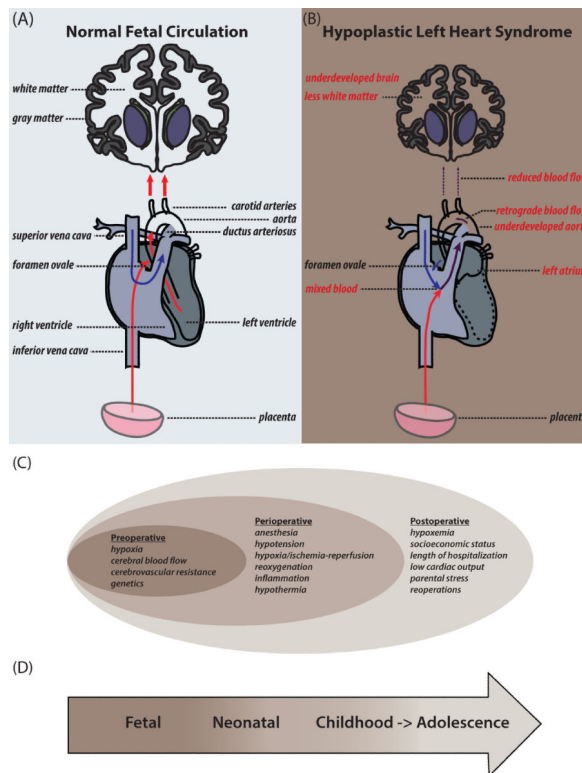 (A)
Normal Fetal Circulation
white matter
gray matter
carotid arteries
aorta
ductus arteriosus
superior vena cava
foramen ovale
right ventricle
left ventricle
inferior vena cava
placenta
(B)
Hypoplastic Left Heart Syndrome
underdeveloped brain
less white matter
reduced blood flow
retrograde blood flow
underdeveloped aorta
foramen ovale
left atrium
mixed blood
placenta
(C)
Preoperative
hypoxia
cerebral blood flow
cerebrovascular resistance
genetics
Perioperative
anesthesia
hypotension
hypoxia/ischemia-reperfusion
reoxygenation
inflammation
hypothermia
Postoperative
hypoxemia
socioeconomic status
length of hospitalization
low cardiac output
parental stress
reoperations
(D)
Fetal Neonatal Childhood -> Adolescence